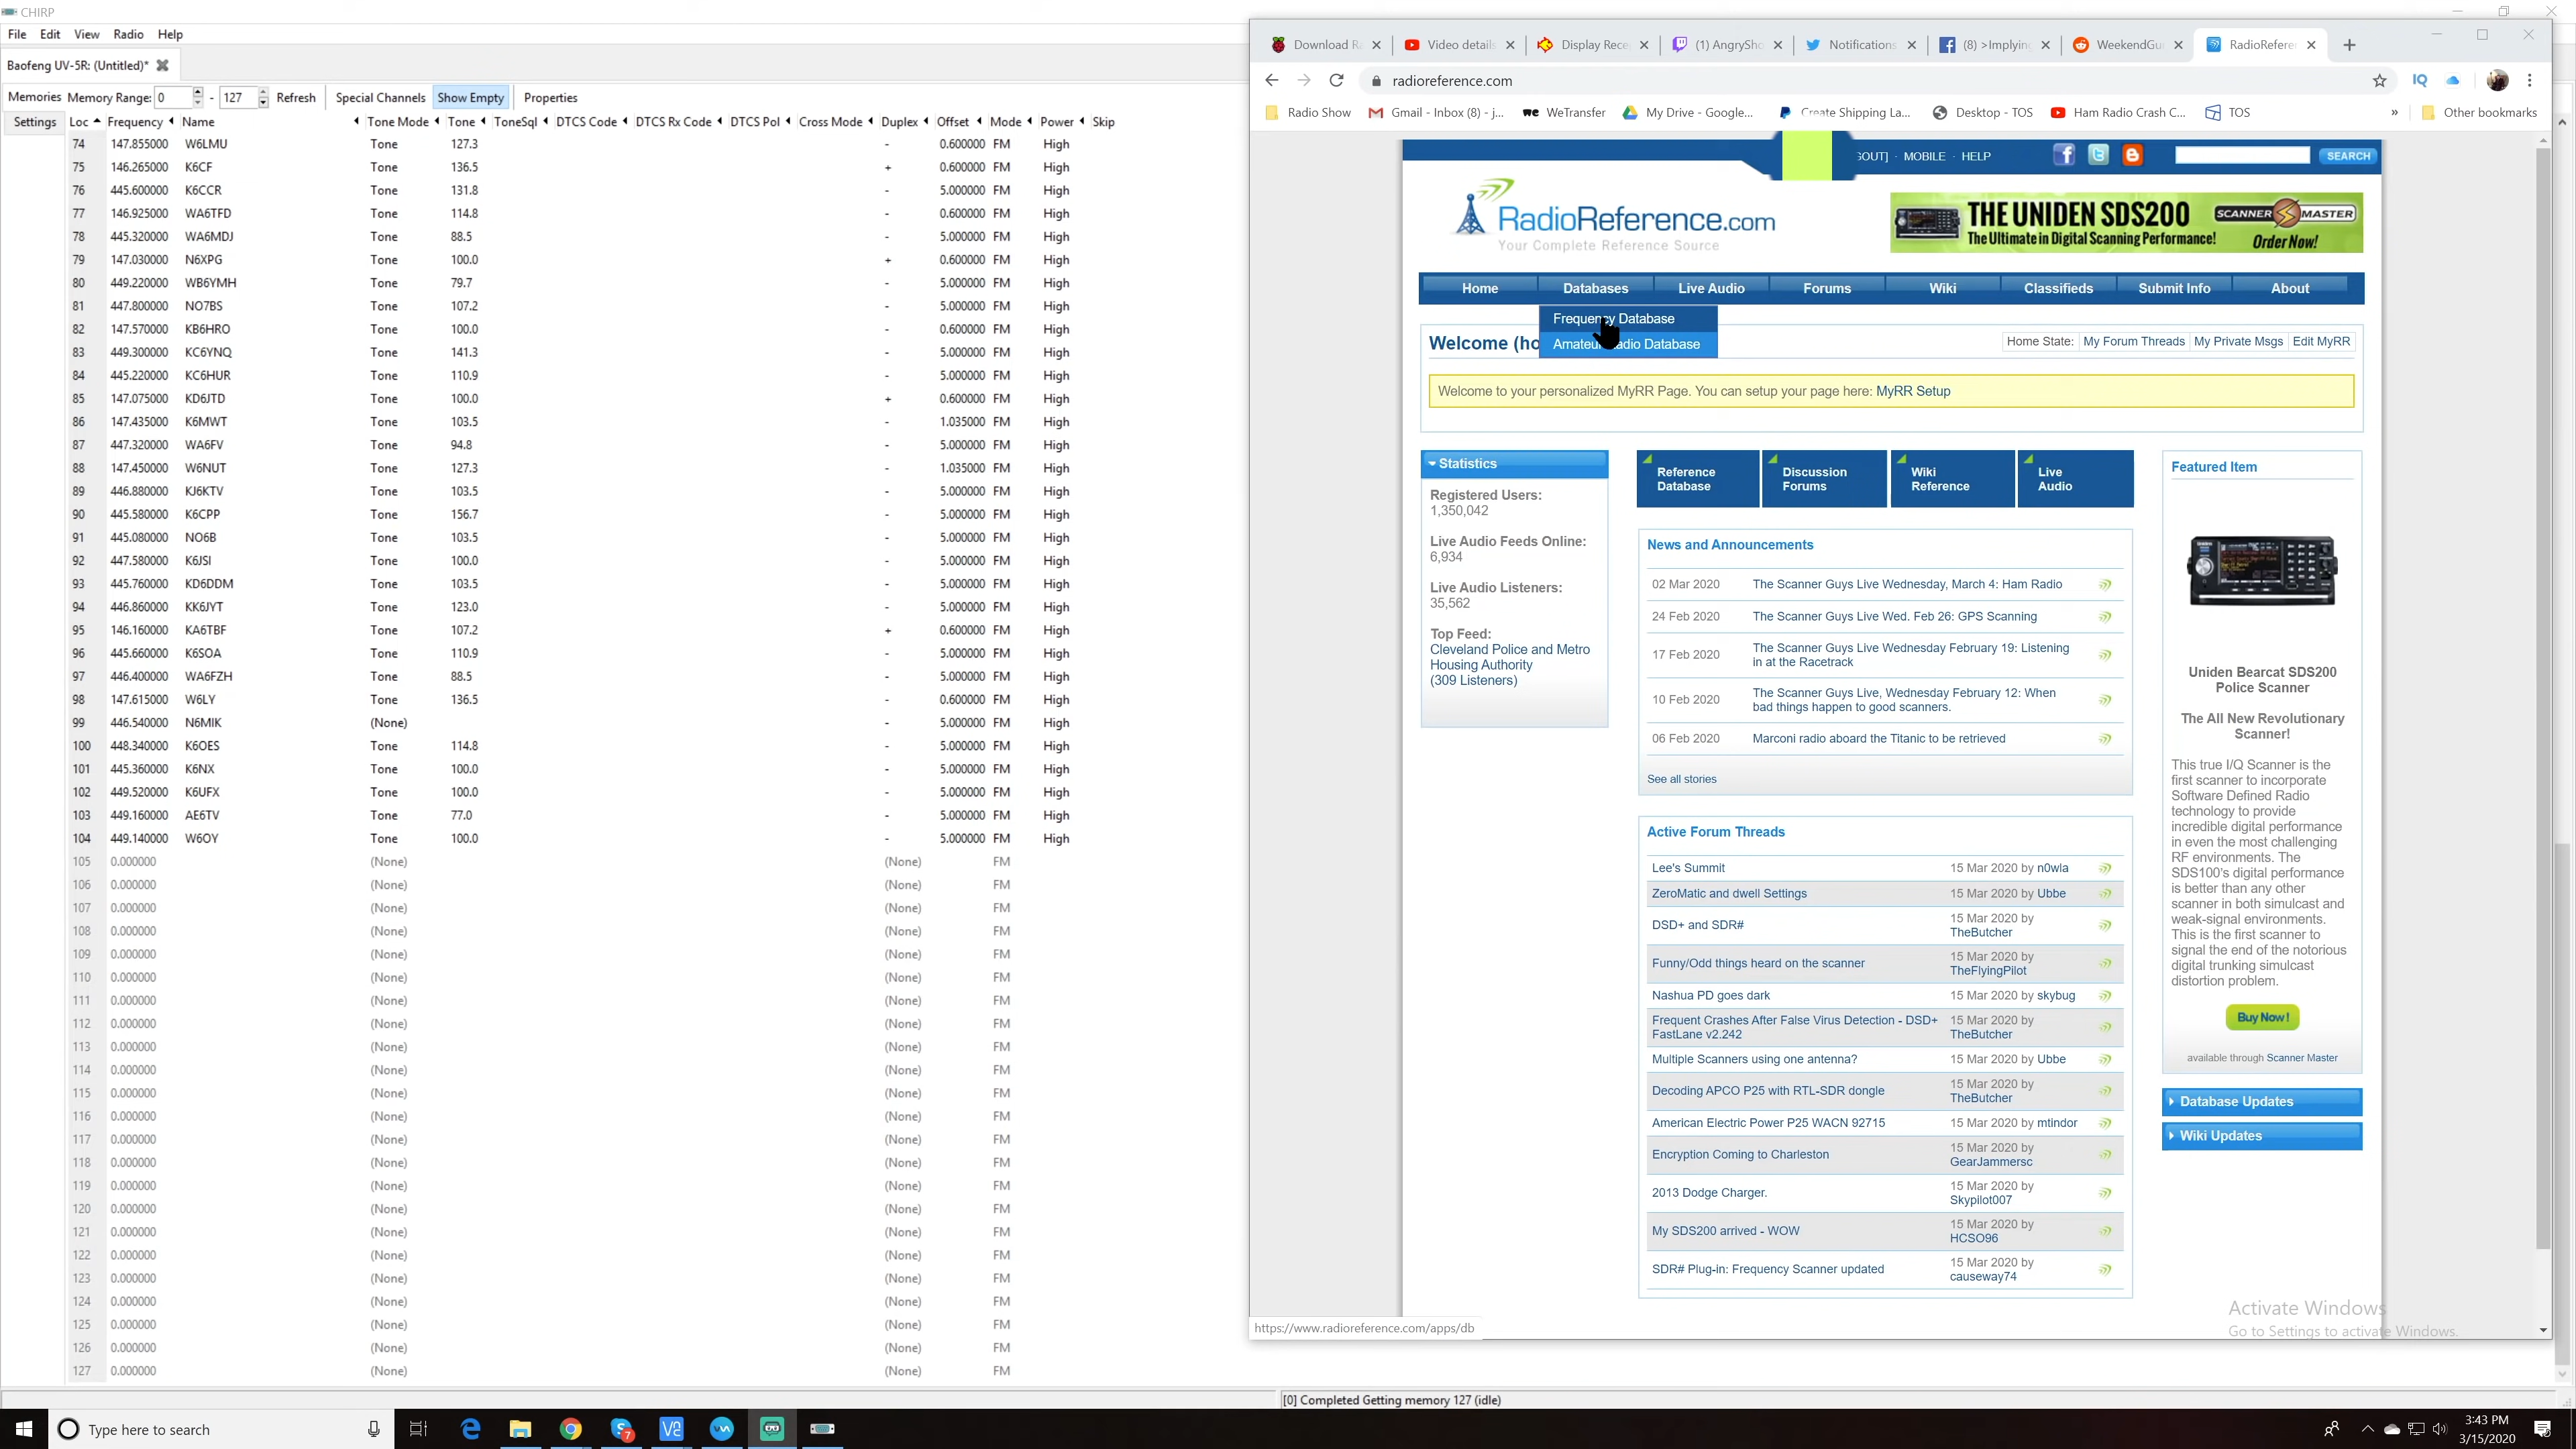 CHIRP
File Edit View Radio Help
Baofeng UV-5R: (Untitled)*
Memories Memory Range: 0 - 127 Refresh Special Channels Show Empty Properties
Settings Loc Frequency Name Tone Mode Tone ToneSql DTCS Code DTCS Rx Code DTCS Pol Cross Mode Duplex Offset Mode Power Skip
74 147.855000 W6LMU Tone 127.3 - 0.600000 FM High
75 146.265000 K6CF Tone 136.5 + 0.600000 FM High
76 445.600000 K6CCR Tone 131.8 - 5.000000 FM High
77 146.925000 WA6TFD Tone 114.8 - 0.600000 FM High
78 445.320000 WA6MDJ Tone 88.5 - 5.000000 FM High
79 147.030000 N6XPG Tone 100.0 + 0.600000 FM High
80 449.220000 WB6YMH Tone 79.7 - 5.000000 FM High
81 447.800000 NO7BS Tone 107.2 - 5.000000 FM High
82 147.570000 KB6HRO Tone 100.0 - 0.600000 FM High
83 449.300000 KC6YNQ Tone 141.3 - 5.000000 FM High
84 445.220000 KC6HUR Tone 110.9 - 5.000000 FM High
85 147.075000 KD6JTD Tone 100.0 + 0.600000 FM High
86 147.435000 K6MWT Tone 103.5 - 1.035000 FM High
87 447.320000 WA6FV Tone 94.8 - 5.000000 FM High
88 147.450000 W6NUT Tone 127.3 - 1.035000 FM High
89 446.880000 KJ6KTV Tone 103.5 - 5.000000 FM High
90 445.580000 K6CPP Tone 156.7 - 5.000000 FM High
91 445.080000 NO6B Tone 103.5 - 5.000000 FM High
92 447.580000 K6JSI Tone 100.0 - 5.000000 FM High
93 445.760000 KD6DDM Tone 103.5 - 5.000000 FM High
94 446.860000 KK6JYT Tone 123.0 - 5.000000 FM High
95 146.160000 KA6TBF Tone 107.2 + 0.600000 FM High
96 445.660000 K6SOA Tone 110.9 - 5.000000 FM High
97 446.400000 WA6FZH Tone 88.5 - 5.000000 FM High
98 147.615000 W6LY Tone 136.5 - 0.600000 FM High
99 446.540000 N6MIK (None) - 5.000000 FM High
100 448.340000 K6OES Tone 114.8 - 5.000000 FM High
101 445.360000 K6NX Tone 100.0 - 5.000000 FM High
102 449.520000 K6UFX Tone 100.0 - 5.000000 FM High
103 449.160000 AE6TV Tone 77.0 - 5.000000 FM High
104 449.140000 W6OY Tone 100.0 - 5.000000 FM High
105 0.000000 (None) (None) FM
106 0.000000 (None) (None) FM
107 0.000000 (None) (None) FM
108 0.000000 (None) (None) FM
109 0.000000 (None) (None) FM
110 0.000000 (None) (None) FM
111 0.000000 (None) (None) FM
112 0.000000 (None) (None) FM
113 0.000000 (None) (None) FM
114 0.000000 (None) (None) FM
115 0.000000 (None) (None) FM
116 0.000000 (None) (None) FM
117 0.000000 (None) (None) FM
118 0.000000 (None) (None) FM
119 0.000000 (None) (None) FM
120 0.000000 (None) (None) FM
121 0.000000 (None) (None) FM
122 0.000000 (None) (None) FM
123 0.000000 (None) (None) FM
124 0.000000 (None) (None) FM
125 0.000000 (None) (None) FM
126 0.000000 (None) (None) FM
127 0.000000 (None) (None) FM
[0] Completed Getting memory 127 (idle)
Download Video details Display (1) AngrySho Notifications (8) >Implying WeekendGu RadioReferen
radioreference.com
Radio Show Gmail - Inbox (8) - j... WeTransfer My Drive - Google... Create Shipping La... Desktop - TOS Ham Radio Crash C... TOS » Other bookmarks
MOBILE · HELP SEARCH
RadioReference.com
Your Complete Reference Source
THE UNIDEN SDS200
The Ultimate in Digital Scanning Performance!
SCANNER MASTER
Order Now!
Home Databases Live Audio Forums Wiki Classifieds Submit Info About
Frequency Database
Amateur Radio Database
Welcome (ho
Home State: My Forum Threads My Private Msgs Edit MyRR
Welcome to your personalized MyRR Page. You can setup your page here: MyRR Setup
Statistics
Registered Users:
1,350,042
Live Audio Feeds Online:
6,934
Live Audio Listeners:
35,562
Top Feed:
Cleveland Police and Metro
Housing Authority
(309 Listeners)
Reference Database
Discussion Forums
Wiki Reference
Live Audio
News and Announcements
02 Mar 2020 The Scanner Guys Live Wednesday, March 4: Ham Radio
24 Feb 2020 The Scanner Guys Live Wed. Feb 26: GPS Scanning
17 Feb 2020 The Scanner Guys Live Wednesday February 19: Listening
in at the Racetrack
10 Feb 2020 The Scanner Guys Live, Wednesday February 12: When
bad things happen to good scanners.
06 Feb 2020 Marconi radio aboard the Titanic to be retrieved
See all stories
Active Forum Threads
Lee's Summit 15 Mar 2020 by n0wla
ZeroMatic and dwell Settings 15 Mar 2020 by Ubbe
DSD+ and SDR# 15 Mar 2020 by
TheButcher
Funny/Odd things heard on the scanner 15 Mar 2020 by
TheFlyingPilot
Nashua PD goes dark 15 Mar 2020 by skybug
Frequent Crashes After False Virus Detection - DSD+ 15 Mar 2020 by
FastLane v2.242 TheButcher
Multiple Scanners using one antenna? 15 Mar 2020 by Ubbe
Decoding APCO P25 with RTL-SDR dongle 15 Mar 2020 by
TheButcher
American Electric Power P25 WACN 92715 15 Mar 2020 by mtindor
Encryption Coming to Charleston 15 Mar 2020 by
GearJammersc
2013 Dodge Charger. 15 Mar 2020 by
Skypilot007
My SDS200 arrived - WOW 15 Mar 2020 by
HCSO96
SDR# Plug-in: Frequency Scanner updated 15 Mar 2020 by
causeway74
Featured Item
Uniden Bearcat SDS200
Police Scanner
The All New Revolutionary
Scanner!
This true I/Q Scanner is the
first scanner to incorporate
Software Defined Radio
technology to provide
incredible digital performance
in even the most challenging
RF environments. The
SDS100's digital performance
is better than any other
scanner in both simulcast and
weak-signal environments.
This is the first scanner to
signal the end of the notorious
digital trunking simulcast
distortion problem.
Buy Now!
available through Scanner Master
Database Updates
Wiki Updates
Activate Windows
Go to Settings to activate Windows.
https://www.radioreference.com/apps/db
Type here to search
7
3:43 PM
3/15/2020